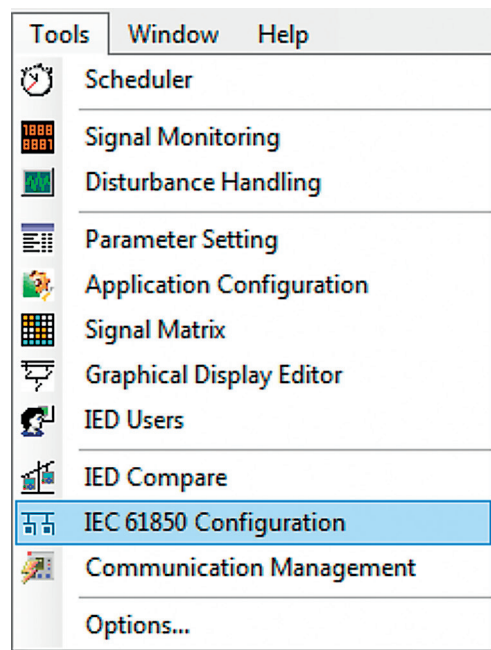 Tools Window Help
Scheduler
Signal Monitoring
Disturbance Handling
Parameter Setting
Application Configuration
Signal Matrix
Graphical Display Editor
IED Users
IED Compare
IEC 61850 Configuration
Communication Management
Options...